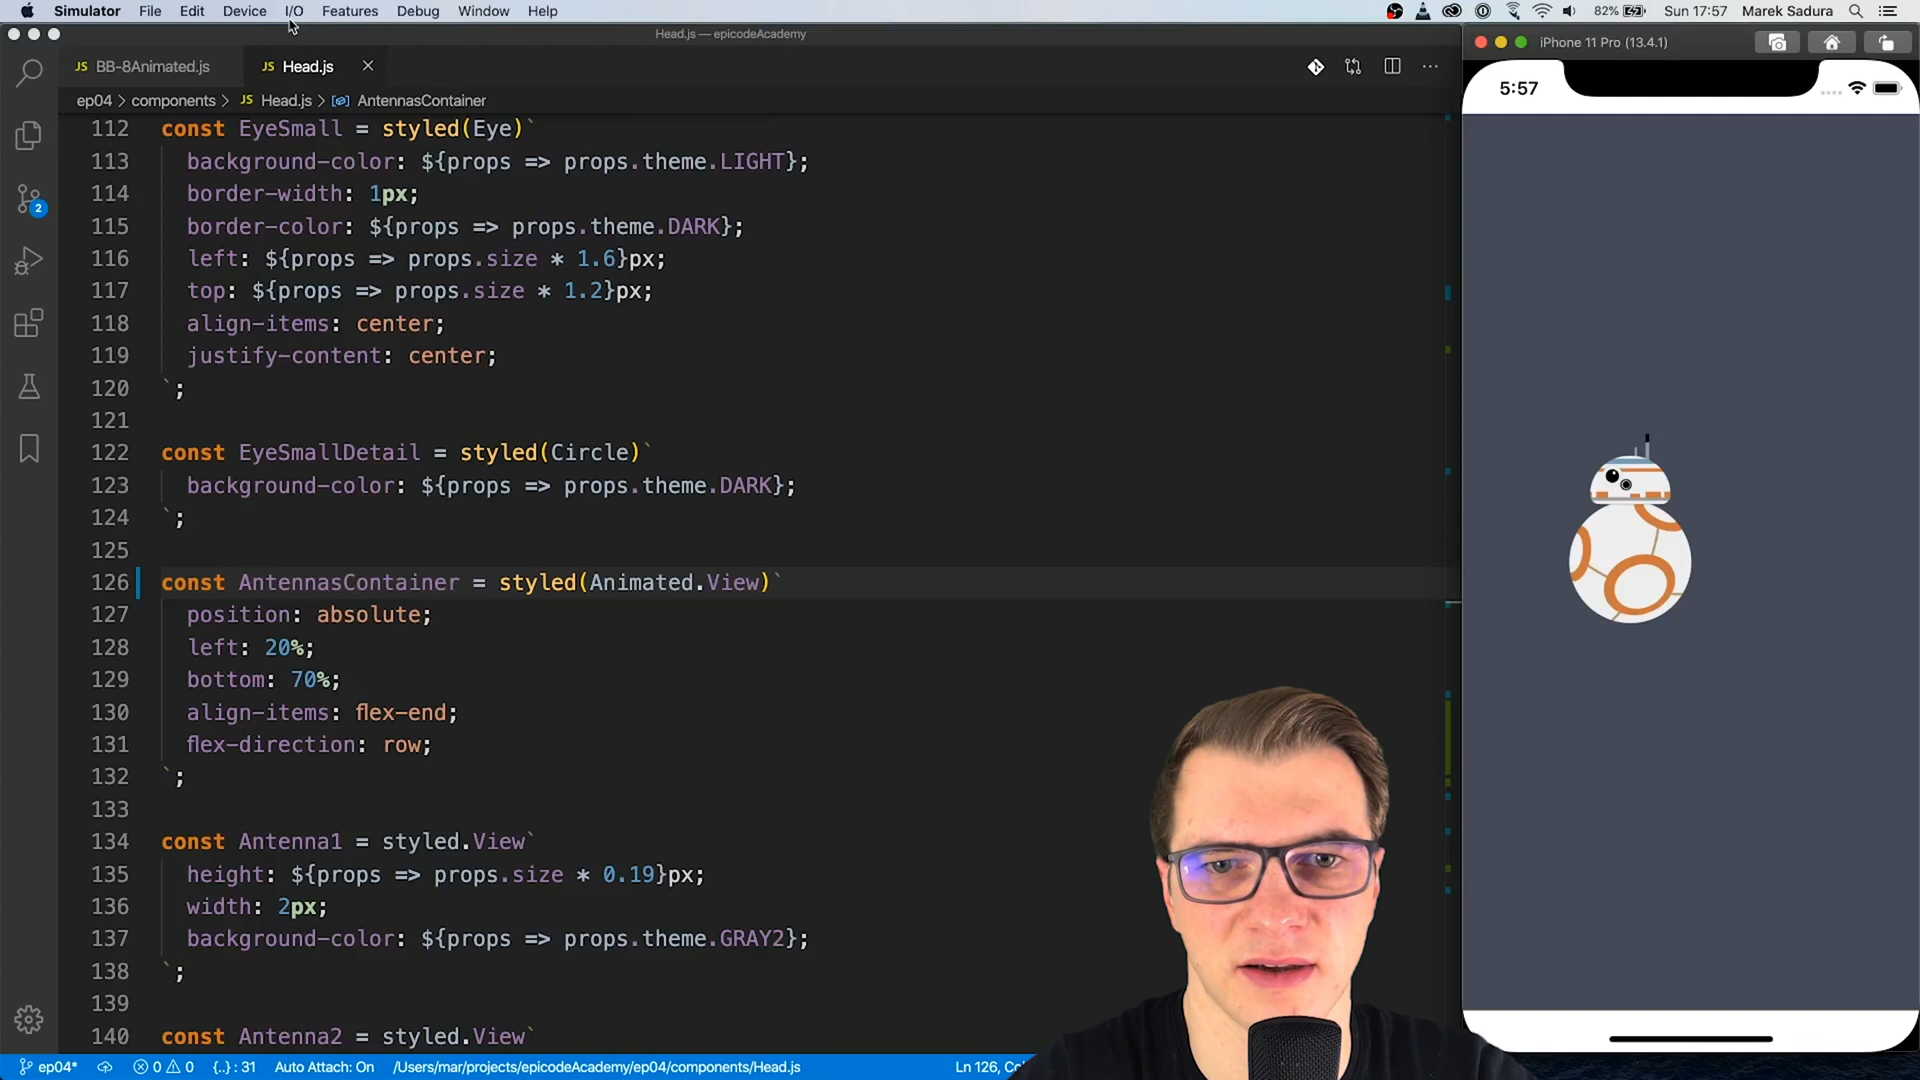 Simulator File Edit Device I/O Features Debug Window Help 82% Sun 17:57 Marek Sadura
Head.js — epicodeAcademy
JS BB-8Animated.js JS Head.js
ep04 > components > JS Head.js > AntennasContainer
112 const EyeSmall = styled(Eye)`
113 background-color: ${props => props.theme.LIGHT};
114 border-width: 1px;
115 border-color: ${props => props.theme.DARK};
116 left: ${props => props.size * 1.6}px;
117 top: ${props => props.size * 1.2}px;
118 align-items: center;
119 justify-content: center;
120 `;
121
122 const EyeSmallDetail = styled(Circle)`
123 background-color: ${props => props.theme.DARK};
124 `;
125
126 const AntennasContainer = styled(Animated.View)`
127 position: absolute;
128 left: 20%;
129 bottom: 70%;
130 align-items: flex-end;
131 flex-direction: row;
132 `;
133
134 const Antenna1 = styled.View`
135 height: ${props => props.size * 0.19}px;
136 width: 2px;
137 background-color: ${props => props.theme.GRAY2};
138 `;
139
140 const Antenna2 = styled.View`
2
ep04* 0 0 {..} : 31 Auto Attach: On /Users/mar/projects/epicodeAcademy/ep04/components/Head.js Ln 126,
iPhone 11 Pro (13.4.1)
5:57